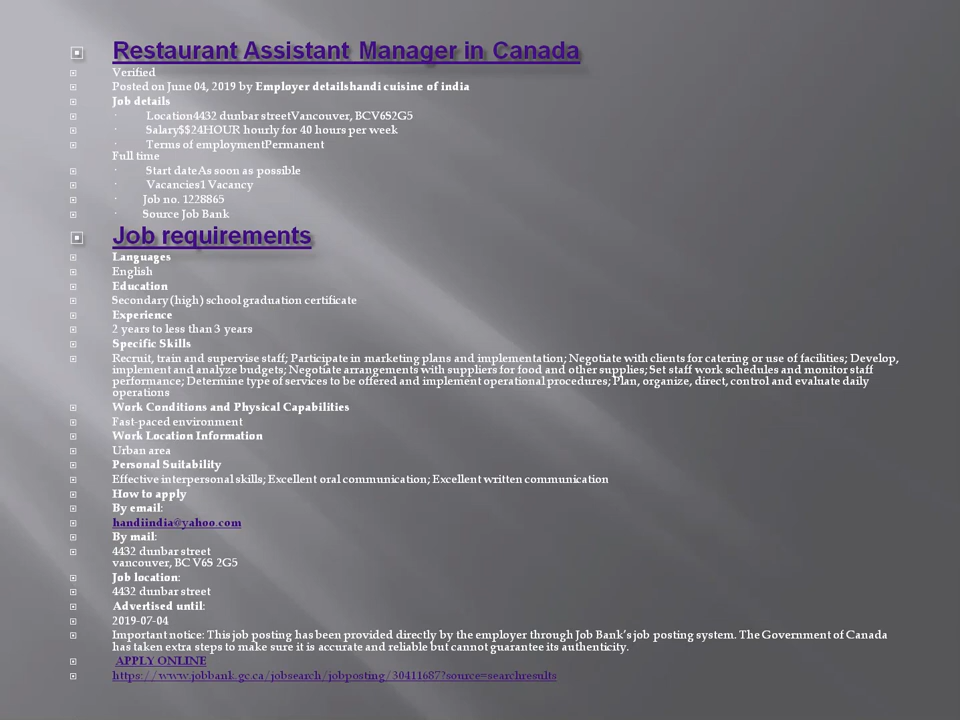 Restaurant Assistant Manager in Canada
Verified
Posted on June 04, 2019 by Employer detailshandi cuisine of india
Job details
· Location4432 dunbar streetVancouver, BCV6S2G5
· Salary$$24HOUR hourly for 40 hours per week
· Terms of employmentPermanent
Full time
· Start dateAs soon as possible
· Vacancies1 Vacancy
· Job no. 1228865
· Source Job Bank
Job requirements
Languages
English
Education
Secondary (high) school graduation certificate
Experience
2 years to less than 3 years
Specific Skills
Recruit, train and supervise staff; Participate in marketing plans and implementation; Negotiate with clients for catering or use of facilities; Develop,
implement and analyze budgets; Negotiate arrangements with suppliers for food and other supplies; Set staff work schedules and monitor staff
performance; Determine type of services to be offered and implement operational procedures; Plan, organize, direct, control and evaluate daily
operations
Work Conditions and Physical Capabilities
Fast-paced environment
Work Location Information
Urban area
Personal Suitability
Effective interpersonal skills; Excellent oral communication; Excellent written communication
How to apply
By email:
handiindia@yahoo.com
By mail:
4432 dunbar street
vancouver, BC V6S 2G5
Job location:
4432 dunbar street
Advertised until:
2019-07-04
Important notice: This job posting has been provided directly by the employer through Job Bank's job posting system. The Government of Canada
has taken extra steps to make sure it is accurate and reliable but cannot guarantee its authenticity.
APPLY ONLINE
https://www.jobbank.gc.ca/jobsearch/jobposting/30411687?source=searchresults